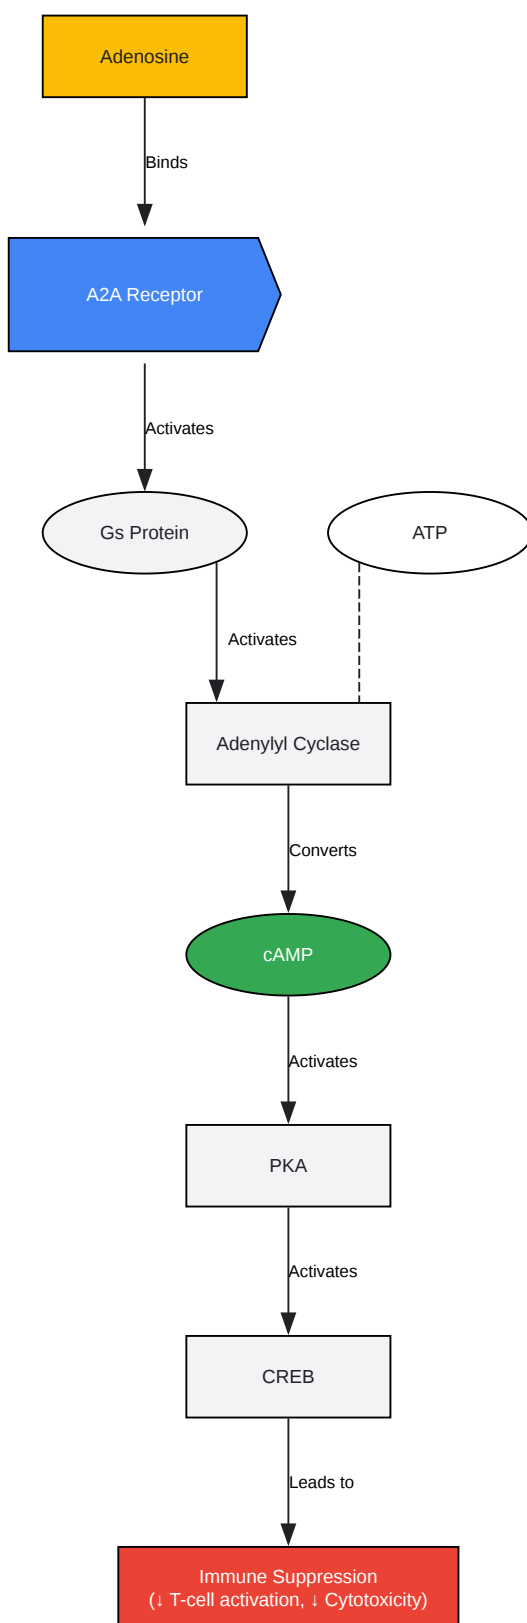 Adenosine
Binds
A2A Receptor
Activates
Gs Protein
ATP
Activates
Adenylyl Cyclase
Converts
cAMP
Activates
PKA
Activates
CREB
Leads to
Immune Suppression
(↓ T-cell activation, ↓ Cytotoxicity)